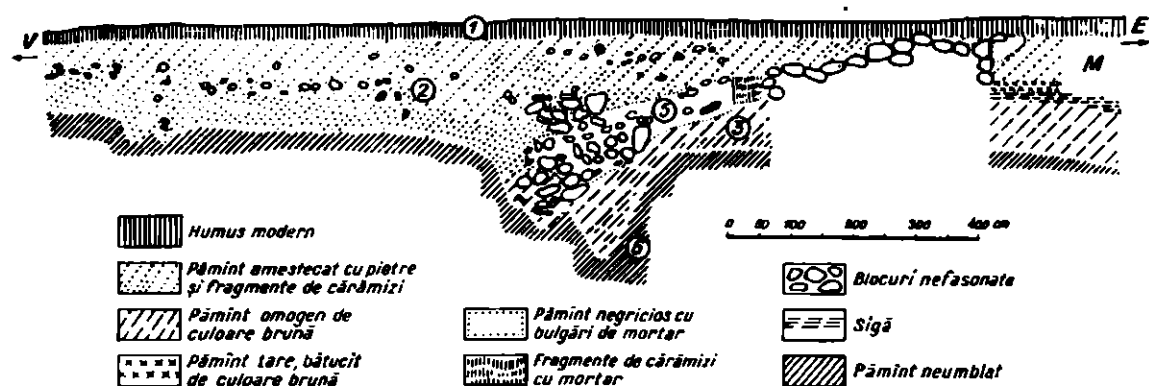 V
1
E
M
2
5
3
6
0 50 100 200 300 400 cm
Humus modern
Pămînt amestecat cu pietre
și fragmente de cărămizi
Pămînt omogen de
culoare brună
Pămînt tare, bătucit
de culoare brună
Pămînt negricios cu
bulgări de mortar
Fragmente de cărămizi
cu mortar
Blocuri nefasonate
Sigă
Pămînt neumblat